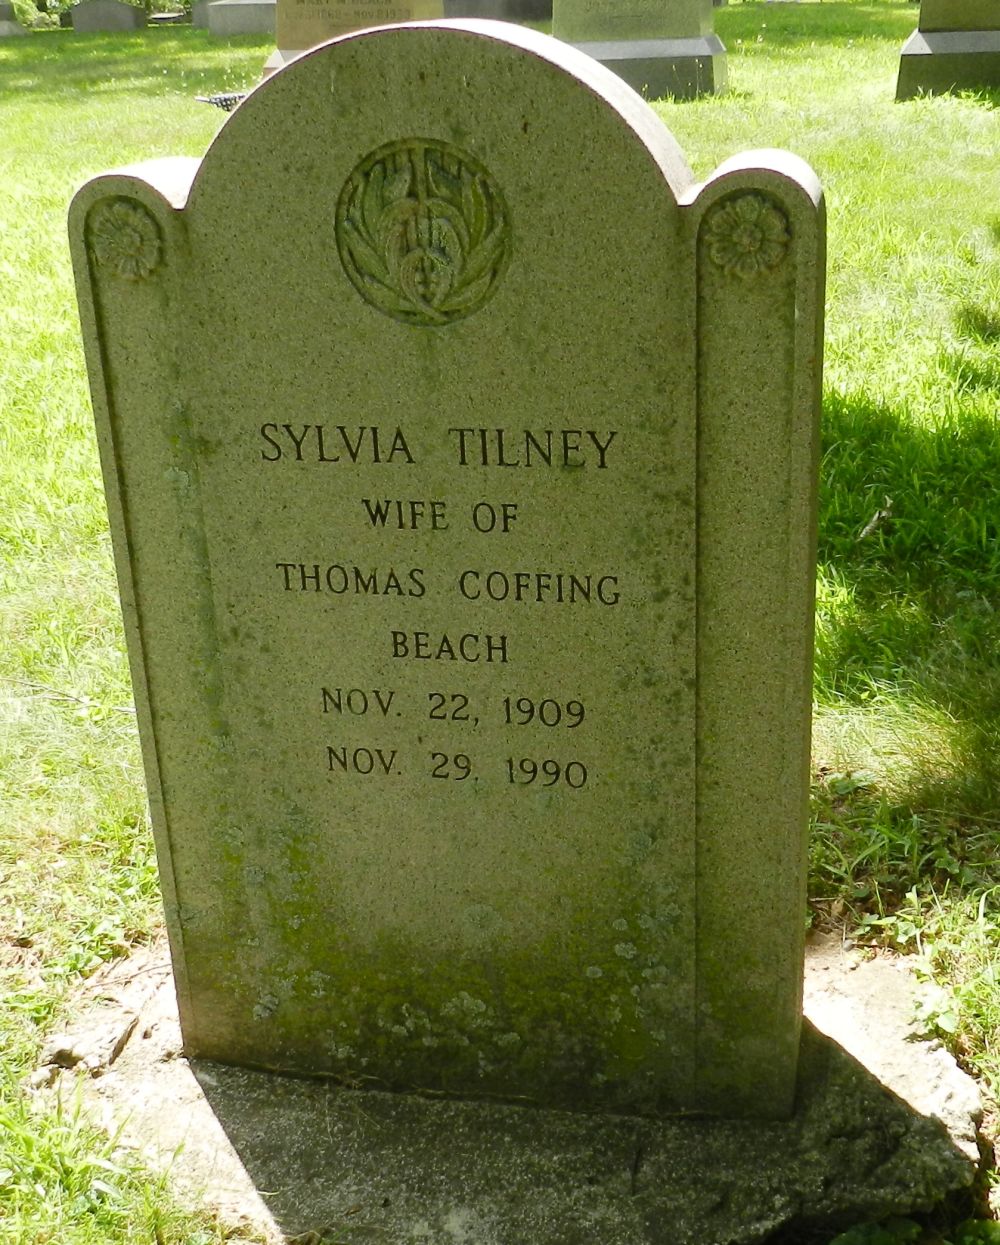 SYLVIA TILNEY
WIFE OF
THOMAS COFFING
BEACH
NOV. 22, 1909
NOV. 29, 1990